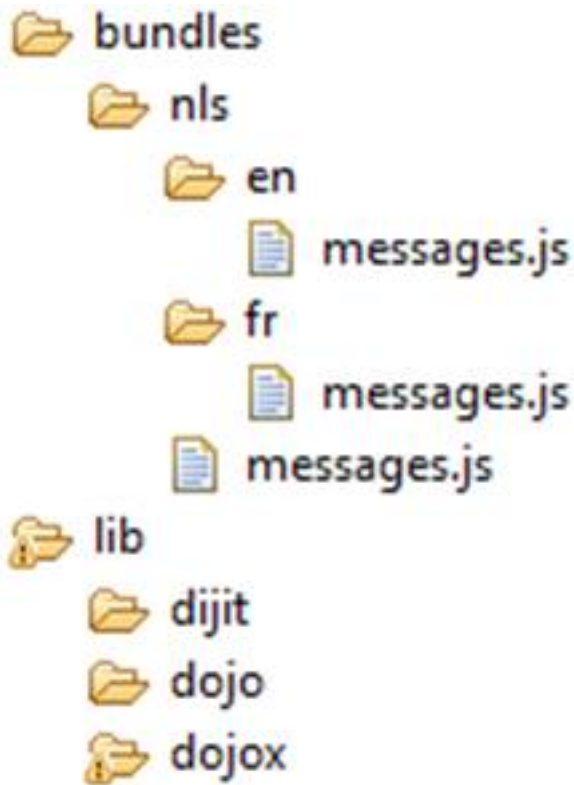 bundles
nls
en
messages.js
fr
messages.js
messages.js
lib
dijit
dojo
dojox